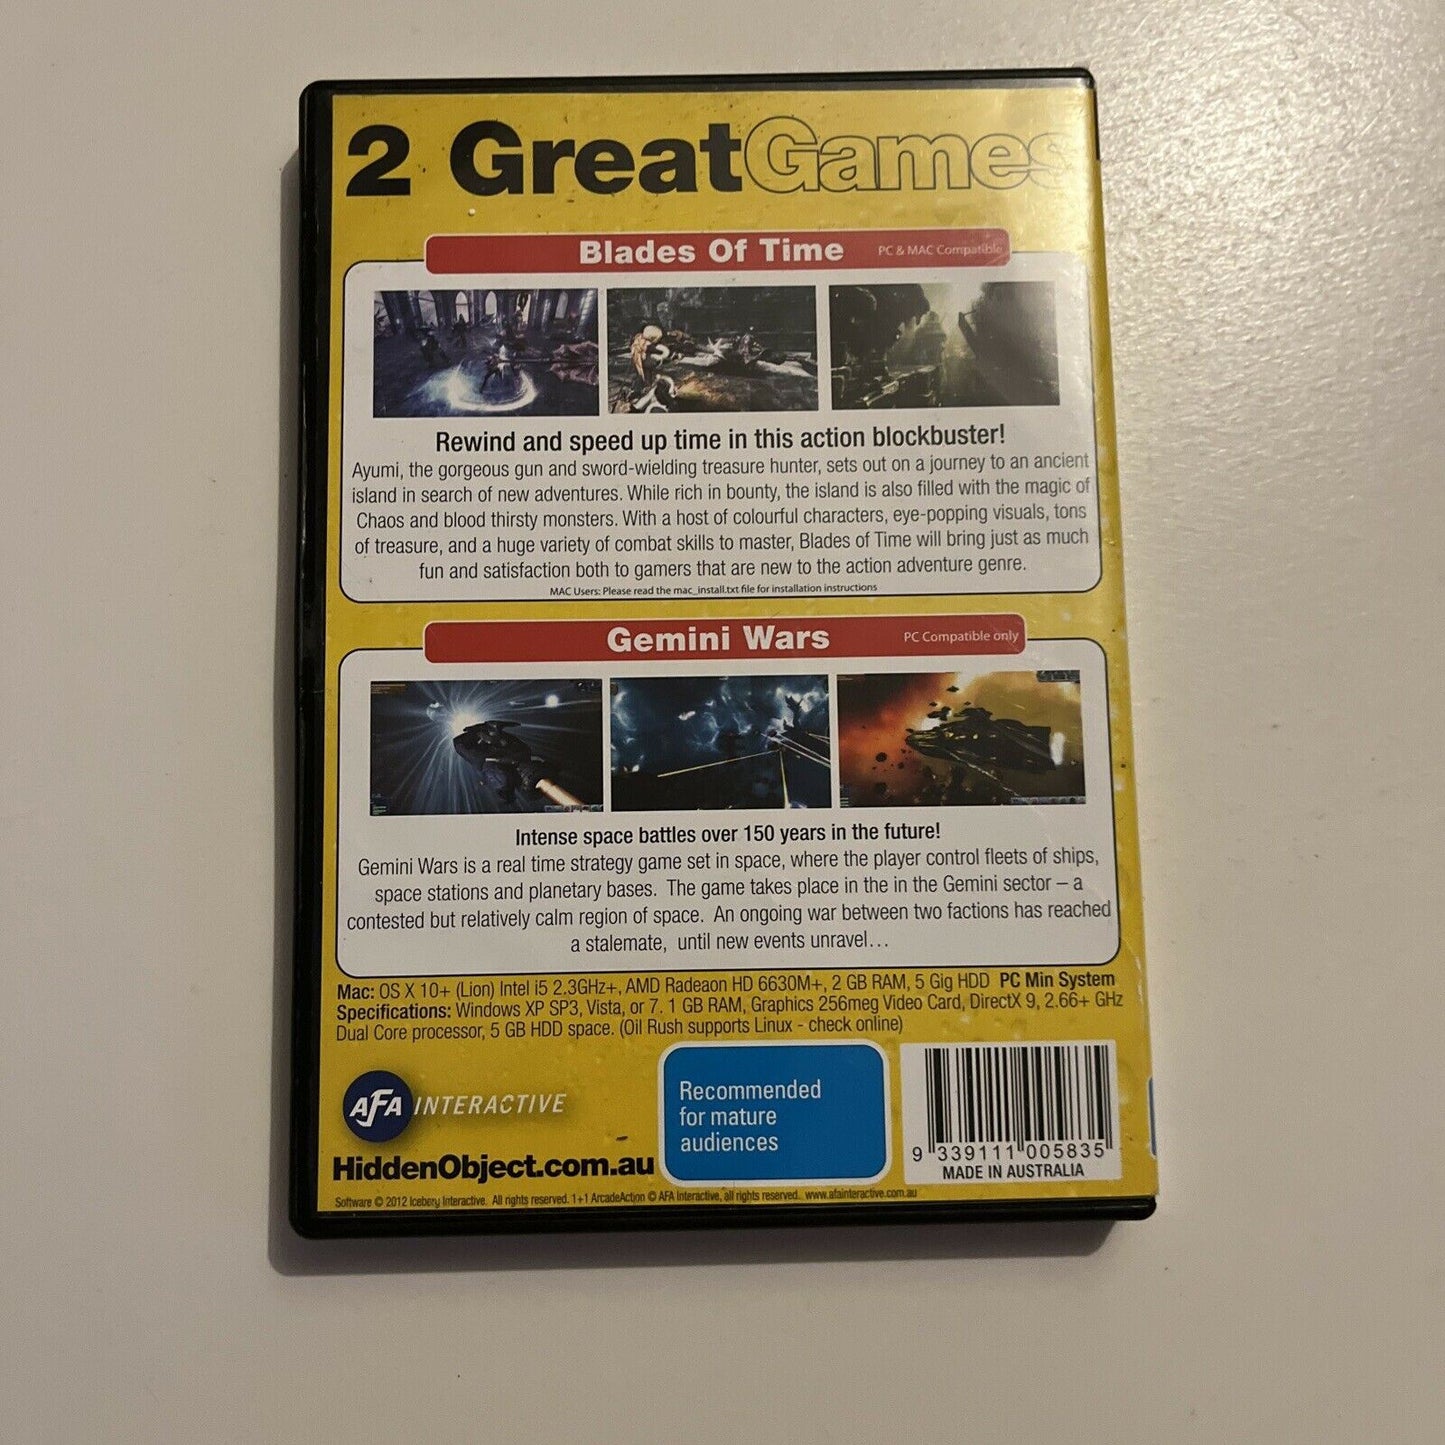 2 GreatGames
Blades Of Time PC & MAC Compatible
Rewind and speed up time in this action blockbuster!
Ayumi, the gorgeous gun and sword-wielding treasure hunter, sets out on a journey to an ancient
island in search of new adventures. While rich in bounty, the island is also filled with the magic of
Chaos and blood thirsty monsters. With a host of colourful characters, eye-popping visuals, tons
of treasure, and a huge variety of combat skills to master, Blades of Time will bring just as much
fun and satisfaction both to gamers that are new to the action adventure genre.
MAC Users: Please read the mac_install.txt file for installation instructions
Gemini Wars PC Compatible only
Intense space battles over 150 years in the future!
Gemini Wars is a real time strategy game set in space, where the player control fleets of ships,
space stations and planetary bases. The game takes place in the in the Gemini sector – a
contested but relatively calm region of space. An ongoing war between two factions has reached
a stalemate, until new events unravel...
Mac: OS X 10+ (Lion) Intel i5 2.3GHz+, AMD Radeaon HD 6630M+, 2 GB RAM, 5 Gig HDD PC Min System
Specifications: Windows XP SP3, Vista, or 7. 1 GB RAM, Graphics 256meg Video Card, DirectX 9, 2.66+ GHz
Dual Core processor, 5 GB HDD space. (Oil Rush supports Linux - check online)
AFA INTERACTIVE
HiddenObject.com.au
Recommended
for mature
audiences
9 339111 005835
MADE IN AUSTRALIA
Software © 2012 Iceberg Interactive. All rights reserved. 1+1 ArcadeAction © AFA Interactive, all rights reserved. www.afainteractive.com.au